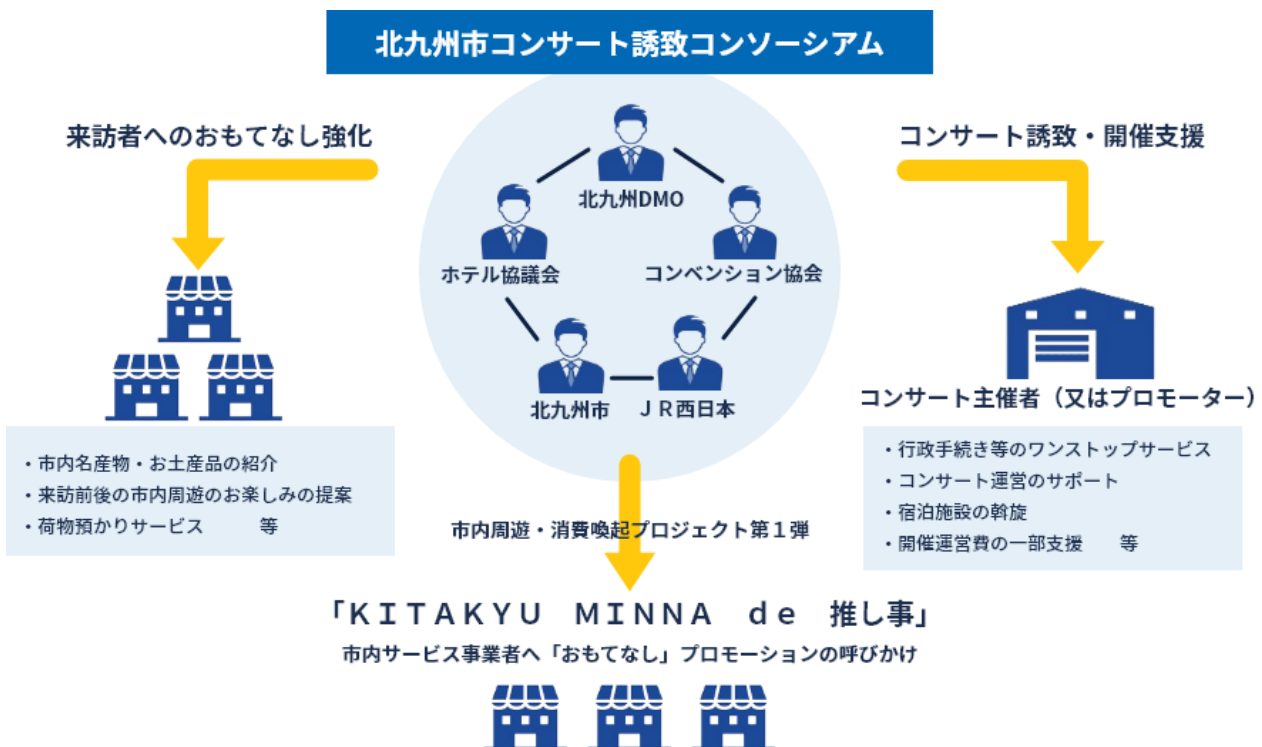 北九州市コンサート誘致コンソーシアム
来訪者へのおもてなし強化
コンサート誘致・開催支援
北九州DMO
ホテル協議会
コンベンション協会
北九州市
ＪＲ西日本
コンサート主催者（又はプロモーター）
・市内名産物・お土産品の紹介
・来訪前後の市内周遊のお楽しみの提案
・荷物預かりサービス　　　等
・行政手続き等のワンストップサービス
・コンサート運営のサポート
・宿泊施設の斡旋
・開催運営費の一部支援　　等
市内周遊・消費喚起プロジェクト第１弾
「ＫＩＴＡＫＹＵ　ＭＩＮＮＡ　ｄｅ　推し事」
市内サービス事業者へ「おもてなし」プロモーションの呼びかけ